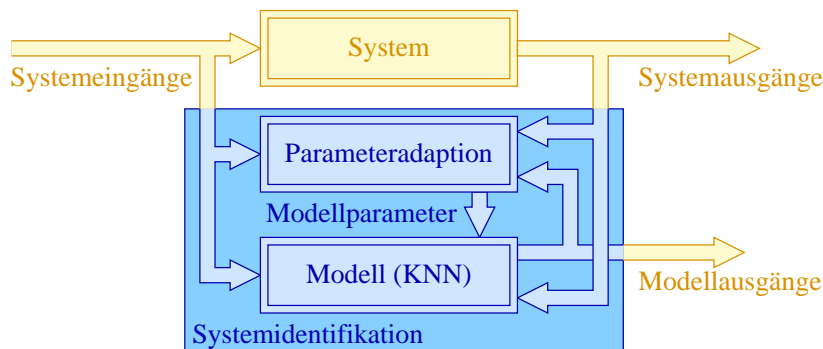 System
Systemeingänge
Systemausgänge
Parameteradaption
Modellparameter
Modell (KNN)
Modellausgänge
Systemidentifikation